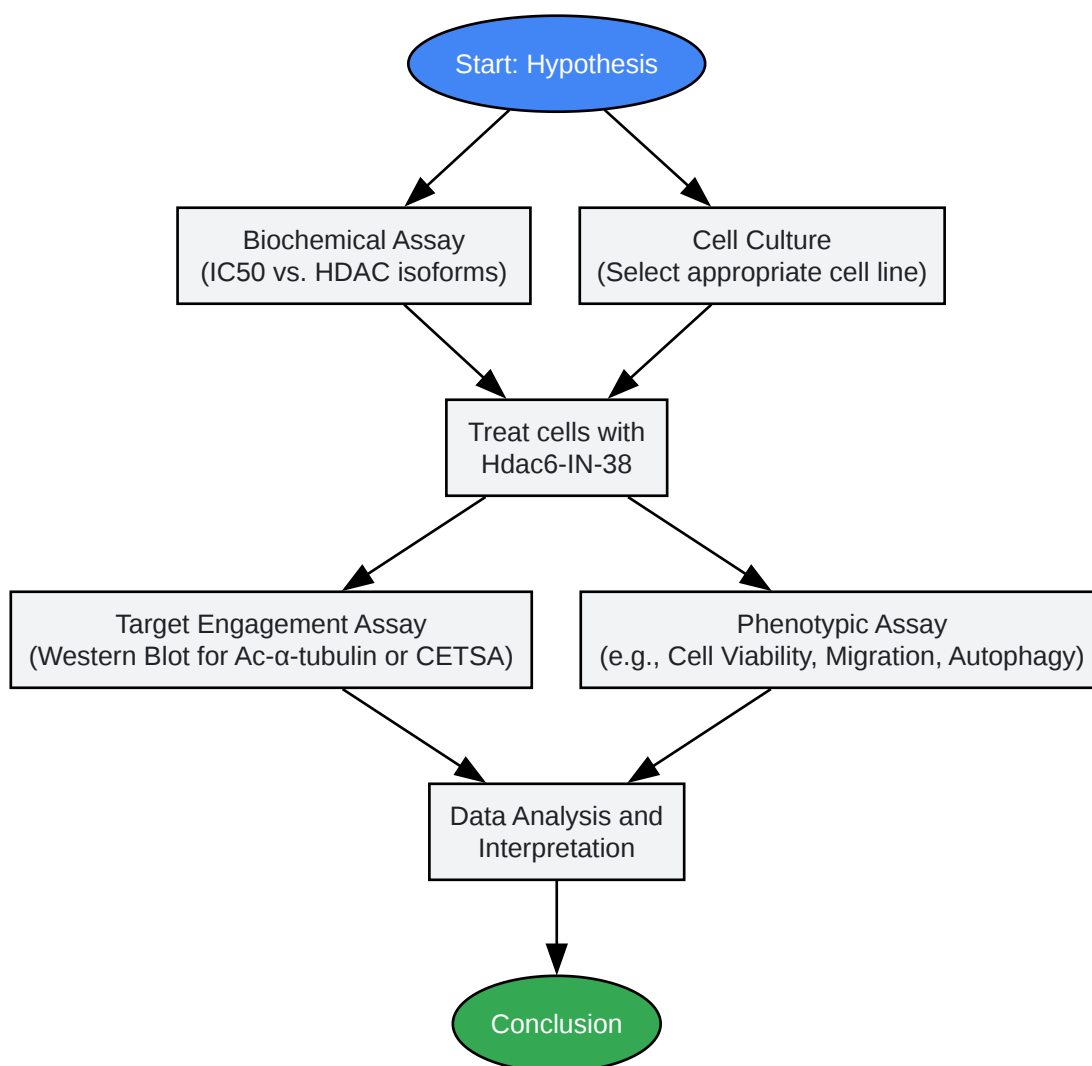 Start: Hypothesis
Biochemical Assay
(IC50 vs. HDAC isoforms)
Cell Culture
(Select appropriate cell line)
Treat cells with
Hdac6-IN-38
Target Engagement Assay
(Western Blot for Ac-α-tubulin or CETSA)
Phenotypic Assay
(e.g., Cell Viability, Migration, Autophagy)
Data Analysis and
Interpretation
Conclusion